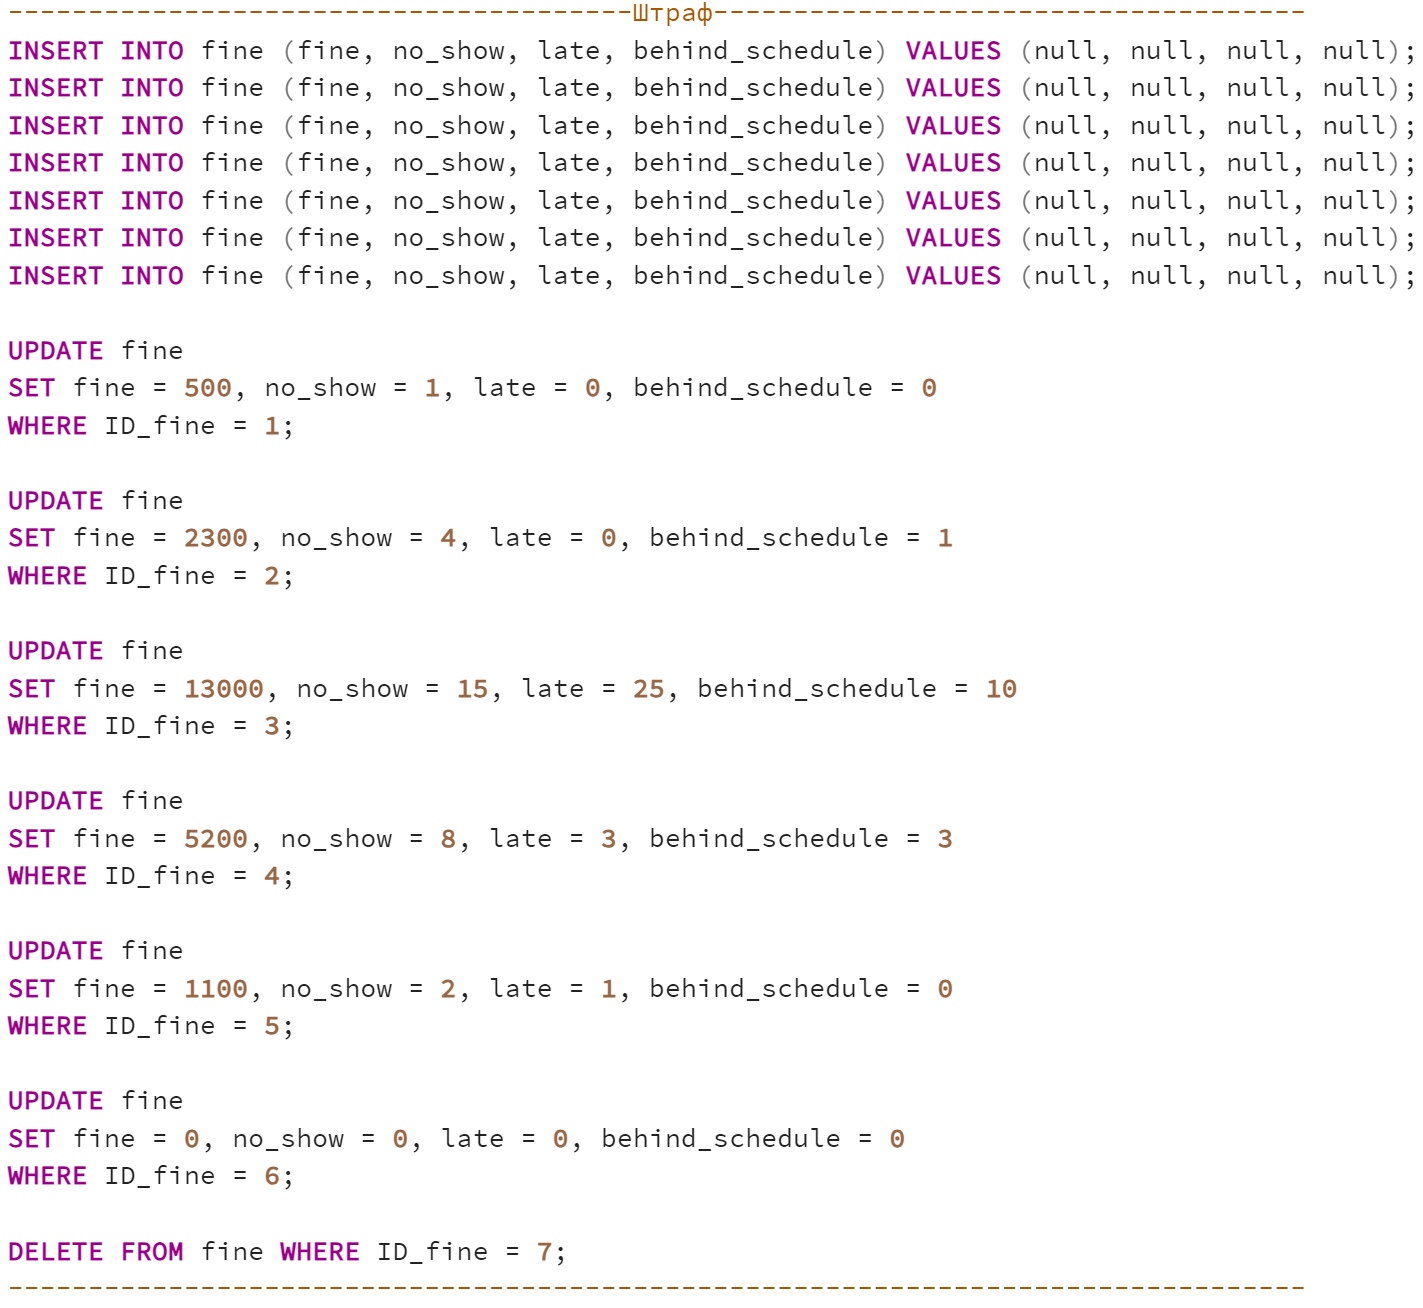 ---------------------------------------Штраф-------------------------------------
INSERT INTO fine (fine, no_show, late, behind_schedule) VALUES (null, null, null, null);
INSERT INTO fine (fine, no_show, late, behind_schedule) VALUES (null, null, null, null);
INSERT INTO fine (fine, no_show, late, behind_schedule) VALUES (null, null, null, null);
INSERT INTO fine (fine, no_show, late, behind_schedule) VALUES (null, null, null, null);
INSERT INTO fine (fine, no_show, late, behind_schedule) VALUES (null, null, null, null);
INSERT INTO fine (fine, no_show, late, behind_schedule) VALUES (null, null, null, null);
INSERT INTO fine (fine, no_show, late, behind_schedule) VALUES (null, null, null, null);
UPDATE fine
SET fine = 500, no_show = 1, late = 0, behind_schedule = 0
WHERE ID_fine = 1;
UPDATE fine
SET fine = 2300, no_show = 4, late = 0, behind_schedule = 1
WHERE ID_fine = 2;
UPDATE fine
SET fine = 13000, no_show = 15, late = 25, behind_schedule = 10
WHERE ID_fine = 3;
UPDATE fine
SET fine = 5200, no_show = 8, late = 3, behind_schedule = 3
WHERE ID_fine = 4;
UPDATE fine
SET fine = 1100, no_show = 2, late = 1, behind_schedule = 0
WHERE ID_fine = 5;
UPDATE fine
SET fine = 0, no_show = 0, late = 0, behind_schedule = 0
WHERE ID_fine = 6;
DELETE FROM fine WHERE ID_fine = 7;
---------------------------------------------------------------------------------